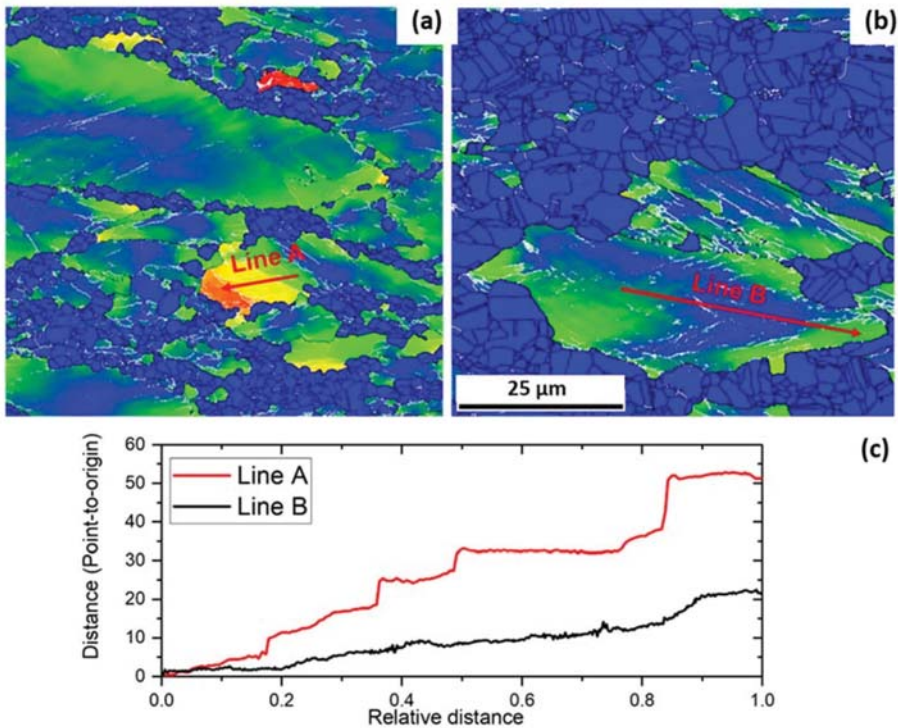 (a)
(b)
Line A
Line B
25 µm
(c)
60
50
40
30
20
10
0
Distance (Point-to-origin)
Line A
Line B
0.0 0.2 0.4 0.6 0.8 1.0
Relative distance